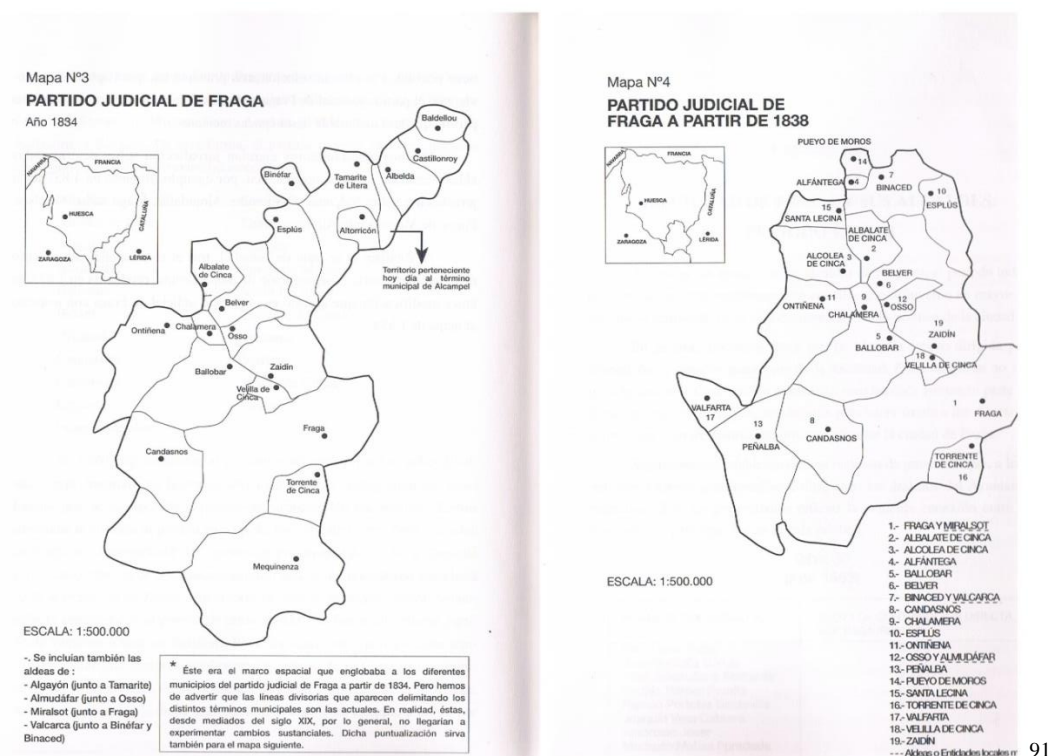 Mapa Nº3
PARTIDO JUDICIAL DE FRAGA
Año 1834
NAVARRA
FRANCIA
HUESCA
CATALUÑA
ZARAGOZA
LÉRIDA
Baldellou
Castillonroy
Binéfar
Tamarite
de Litera
Albelda
Esplús
Altorricón
Territorio perteneciente
hoy día al término
municipal de Alcampel
Albalate
de Cinca
Belver
Ontiñena
Chalamera
Osso
Ballobar
Zaidín
Velilla de
Cinca
Fraga
Candasnos
Torrente
de Cinca
Mequinenza
ESCALA: 1:500.000
-. Se incluían también las
aldeas de :
- Algayón (junto a Tamarite)
- Almudáfar (junto a Osso)
- Miralsot (junto a Fraga)
- Valcarca (junto a Binéfar y
Binaced)
* Éste era el marco espacial que englobaba a los diferentes
municipios del partido judicial de Fraga a partir de 1834. Pero hemos
de advertir que las líneas divisorias que aparecen delimitando los
distintos términos municipales son las actuales. En realidad, éstas,
desde mediados del siglo XIX, por lo general, no llegarían a
experimentar cambios sustanciales. Dicha puntualización sirva
también para el mapa siguiente.
Mapa Nº4
PARTIDO JUDICIAL DE
FRAGA A PARTIR DE 1838
NAVARRA
FRANCIA
HUESCA
CATALUÑA
ZARAGOZA
LÉRIDA
PUEYO DE MOROS
14
ALFÁNTEGA
4
7
BINACED
10
ESPLÚS
15
SANTA LECINA
ALBALATE
DE CINCA
2
ALCOLEA
DE CINCA
3
BELVER
6
ONTIÑENA
11
9
CHALAMERA
12
OSSO
19
ZAIDÍN
5
BALLOBAR
18
VELILLA DE CINCA
VALFARTA
17
1
FRAGA
13
PEÑALBA
8
CANDASNOS
TORRENTE
DE CINCA
16
ESCALA: 1:500.000
1.- FRAGA Y MIRALSOT
2.- ALBALATE DE CINCA
3.- ALCOLEA DE CINCA
4.- ALFÁNTEGA
5.- BALLOBAR
6.- BELVER
7.- BINACED Y VALCARCA
8.- CANDASNOS
9.- CHALAMERA
10.- ESPLÚS
11.- ONTIÑENA
12.- OSSO Y ALMUDÁFAR
13.- PEÑALBA
14.- PUEYO DE MOROS
15.- SANTA LECINA
16.- TORRENTE DE CINCA
17.- VALFARTA
18.- VELILLA DE CINCA
19.- ZAIDÍN
- - - Aldeas o Entidades locales m
91